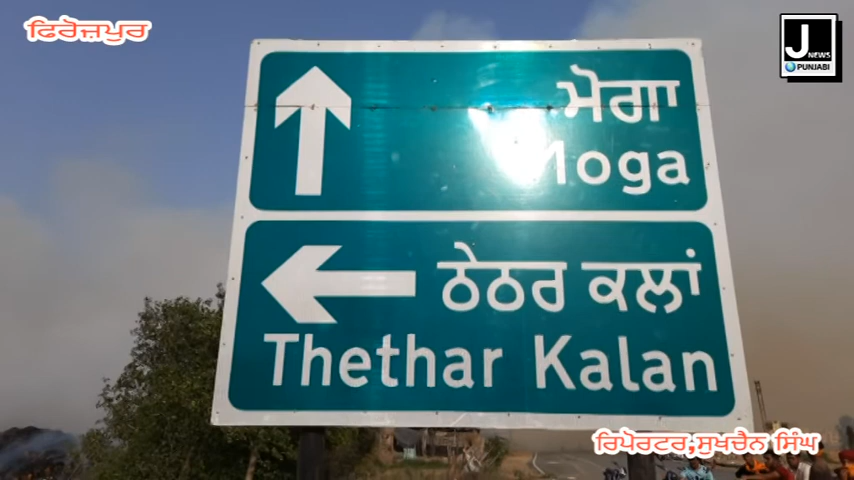 ਫਿਰੋਜ਼ਪੁਰ
J NEWS
PUNJABI
ਮੋਗਾ
Moga
ਠੇਠਰ ਕਲਾਂ
Thethar Kalan
ਰਿਪੋਰਟਰ,ਸੁਖਚੈਨ ਸਿੰਘ